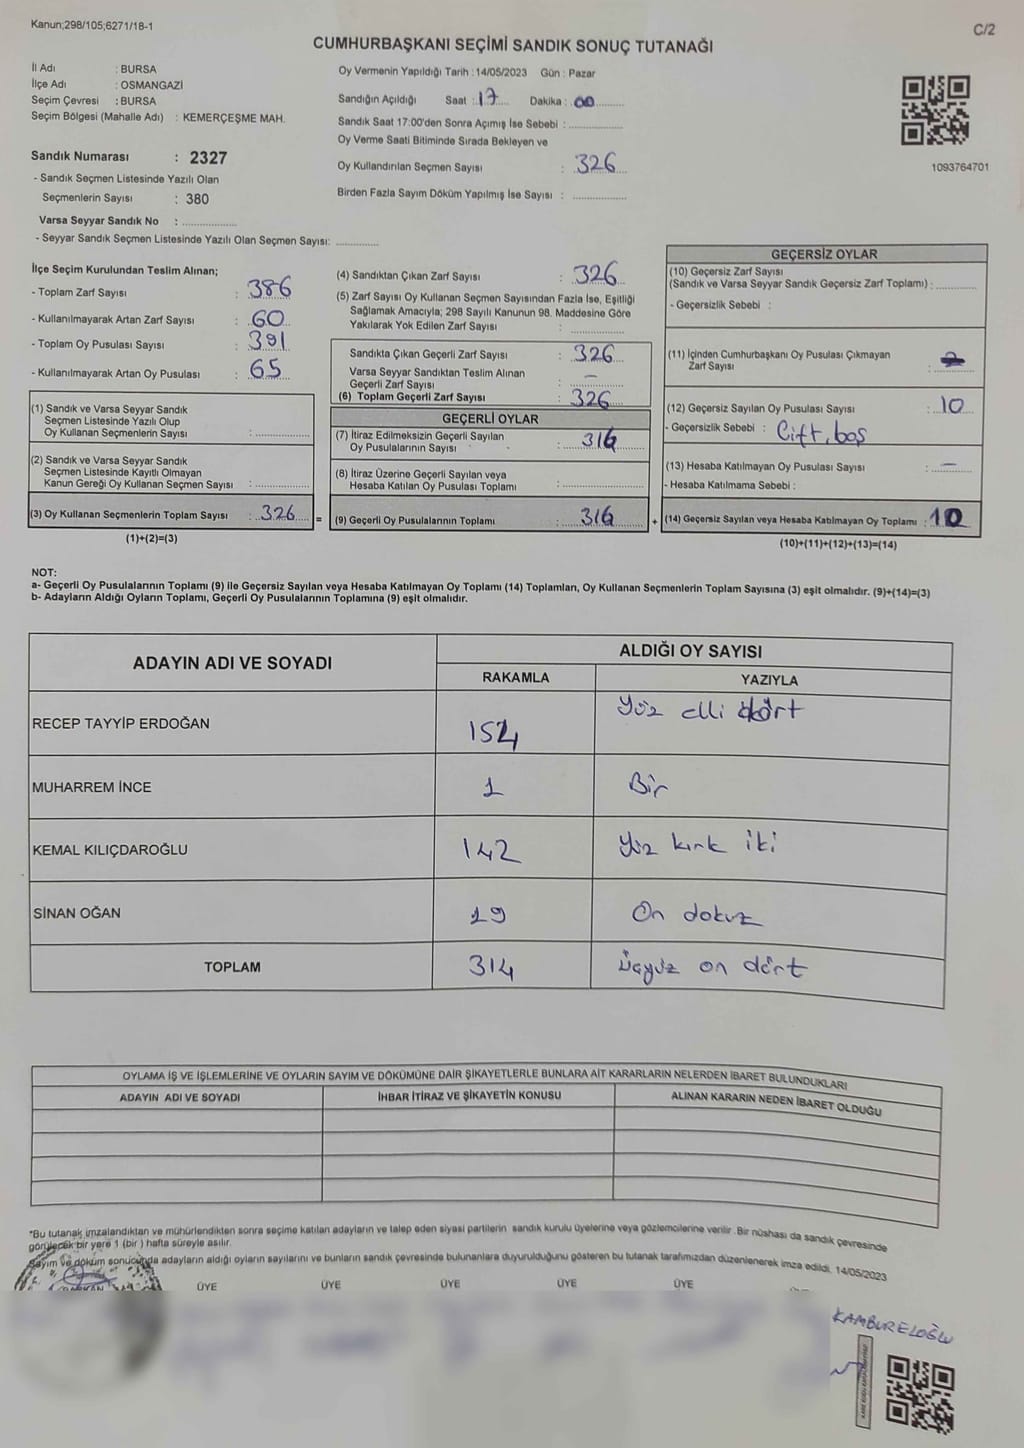 Kanun;298/105;6271/18-1
C/2
CUMHURBAŞKANI SEÇİMİ SANDIK SONUÇ TUTANAĞI
İl Adı : BURSA
İlçe Adı : OSMANGAZİ
Seçim Çevresi : BURSA
Seçim Bölgesi (Mahalle Adı) : KEMERÇEŞME MAH.
Sandık Numarası : 2327
- Sandık Seçmen Listesinde Yazılı Olan
Seçmenlerin Sayısı : 380
Varsa Seyyar Sandık No : ................
- Seyyar Sandık Seçmen Listesinde Yazılı Olan Seçmen Sayısı: ............
Oy Vermenin Yapıldığı Tarih : 14/05/2023 Gün : Pazar
Sandığın Açıldığı Saat : 17 Dakika : 00
Sandık Saat 17:00'den Sonra Açımış İse Sebebi : ................
Oy Verme Saati Bitiminde Sırada Bekleyen ve
Oy Kullandırılan Seçmen Sayısı : 326
Birden Fazla Sayım Döküm Yapılmış İse Sayısı : ................
1093764701
İlçe Seçim Kurulundan Teslim Alınan;
- Toplam Zarf Sayısı : 386
- Kullanılmayarak Artan Zarf Sayısı : 60
- Toplam Oy Pusulası Sayısı : 391
- Kullanılmayarak Artan Oy Pusulası : 65
(1) Sandık ve Varsa Seyyar Sandık
Seçmen Listesinde Yazılı Olup
Oy Kullanan Seçmenlerin Sayısı : ................
(2) Sandık ve Varsa Seyyar Sandık
Seçmen Listesinde Kayıtlı Olmayan
Kanun Gereği Oy Kullanan Seçmen Sayısı : ................
(3) Oy Kullanan Seçmenlerin Toplam Sayısı : 326 =
(1)+(2)=(3)
(4) Sandıktan Çıkan Zarf Sayısı : 326
(5) Zarf Sayısı Oy Kullanan Seçmen Sayısından Fazla İse, Eşitliği
Sağlamak Amacıyla; 298 Sayılı Kanunun 98. Maddesine Göre
Yakılarak Yok Edilen Zarf Sayısı : ................
Sandıkta Çıkan Geçerli Zarf Sayısı : 326
Varsa Seyyar Sandıktan Teslim Alınan
Geçerli Zarf Sayısı : –
(6) Toplam Geçerli Zarf Sayısı : 326
GEÇERLİ OYLAR
(7) İtiraz Edilmeksizin Geçerli Sayılan
Oy Pusulalarının Sayısı : 316
(8) İtiraz Üzerine Geçerli Sayılan veya
Hesaba Katılan Oy Pusulası Toplamı : ................
(9) Geçerli Oy Pusulalarının Toplamı : 316 +
GEÇERSİZ OYLAR
(10) Geçersiz Zarf Sayısı
(Sandık ve Varsa Seyyar Sandık Geçersiz Zarf Toplamı) : ............
- Geçersizlik Sebebi :
(11) İçinden Cumhurbaşkanı Oy Pusulası Çıkmayan
Zarf Sayısı :
(12) Geçersiz Sayılan Oy Pusulası Sayısı : 10
- Geçersizlik Sebebi : Çift, boş
(13) Hesaba Katılmayan Oy Pusulası Sayısı : –
- Hesaba Katılmama Sebebi :
(14) Geçersiz Sayılan veya Hesaba Katılmayan Oy Toplamı : 10
(10)+(11)+(12)+(13)=(14)
NOT:
a- Geçerli Oy Pusulalarının Toplamı (9) ile Geçersiz Sayılan veya Hesaba Katılmayan Oy Toplamı (14) Toplamları, Oy Kullanan Seçmenlerin Toplam Sayısına (3) eşit olmalıdır. (9)+(14)=(3)
b- Adayların Aldığı Oyların Toplamı, Geçerli Oy Pusulalarının Toplamına (9) eşit olmalıdır.
ADAYIN ADI VE SOYADI
ALDIĞI OY SAYISI
RAKAMLA YAZIYLA
RECEP TAYYİP ERDOĞAN 154 Yüz elli dört
MUHARREM İNCE 1 Bir
KEMAL KILIÇDAROĞLU 142 Yüz kırk iki
SİNAN OĞAN 19 On dokuz
TOPLAM 314 üçyüz on dört
OYLAMA İŞ VE İŞLEMLERİNE VE OYLARIN SAYIM VE DÖKÜMÜNE DAİR ŞİKAYETLERLE BUNLARA AİT KARARLARIN NELERDEN İBARET BULUNDUKLARI
ADAYIN ADI VE SOYADI İHBAR İTİRAZ VE ŞİKAYETİN KONUSU ALINAN KARARIN NEDEN İBARET OLDUĞU
*Bu tutanak imzalandıktan ve mühürlendikten sonra seçime katılan adayların ve talep eden siyasi partilerin sandık kurulu üyelerine veya gözlemcilerine verilir. Bir nüshası da sandık çevresinde
görülecek bir yere 1 (bir ) hafta süreyle asılır.
Sayım ve döküm sonucunda adayların aldığı oyların sayılarını ve bunların sandık çevresinde bulunanlara duyurulduğunu gösteren bu tutanak tarafımızdan düzenlenerek imza edildi. 14/05/2023
BAŞKAN ÜYE ÜYE ÜYE ÜYE ÜYE
KAMBURELOĞLU